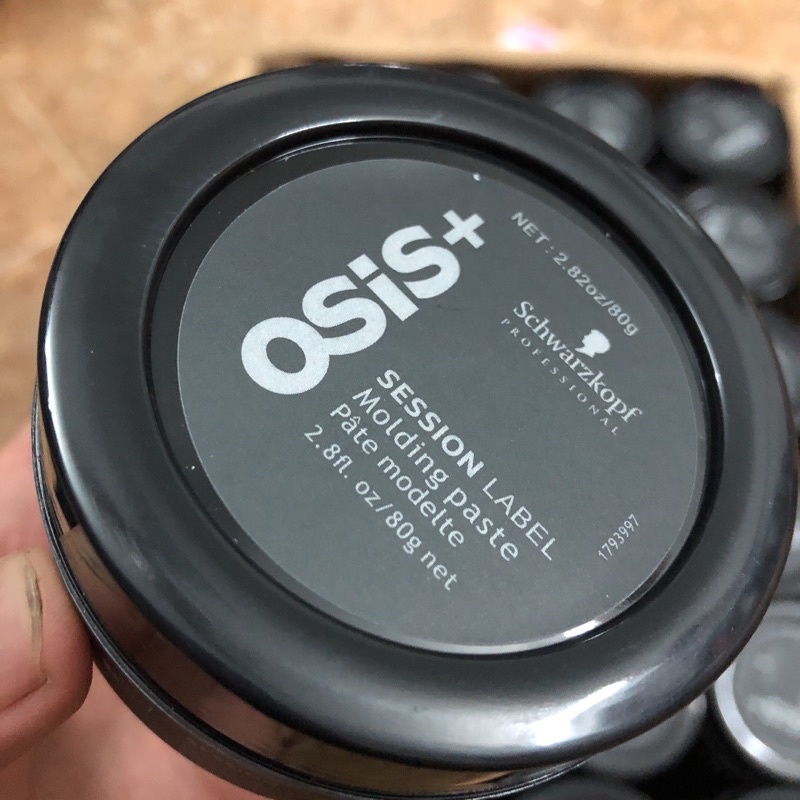 NET : 2.82oz/80g
Schwarzkopf
PROFESSIONAL
osis+
SESSION LABEL
Molding paste
Pâte modelte
2.8fl. oz/80g net
1793997